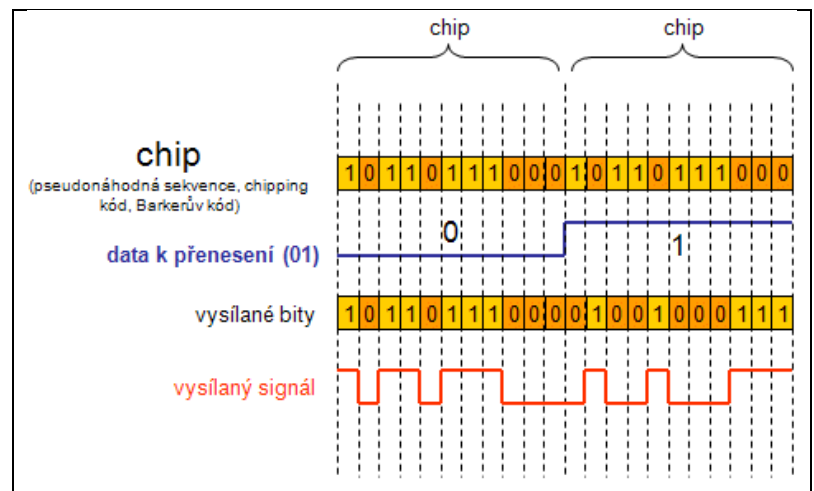 chip chip
chip
(pseudonáhodná sekvence, chipping
kód, Barkerův kód)
1 0 1 1 0 1 1 1 0 0 0 1 0 1 1 0 1 1 1 0 0 0
data k přenesení (01)
0 1
vysílané bity
1 0 1 1 0 1 1 1 0 0 0 0 1 0 0 1 0 0 0 1 1 1
vysílaný signál